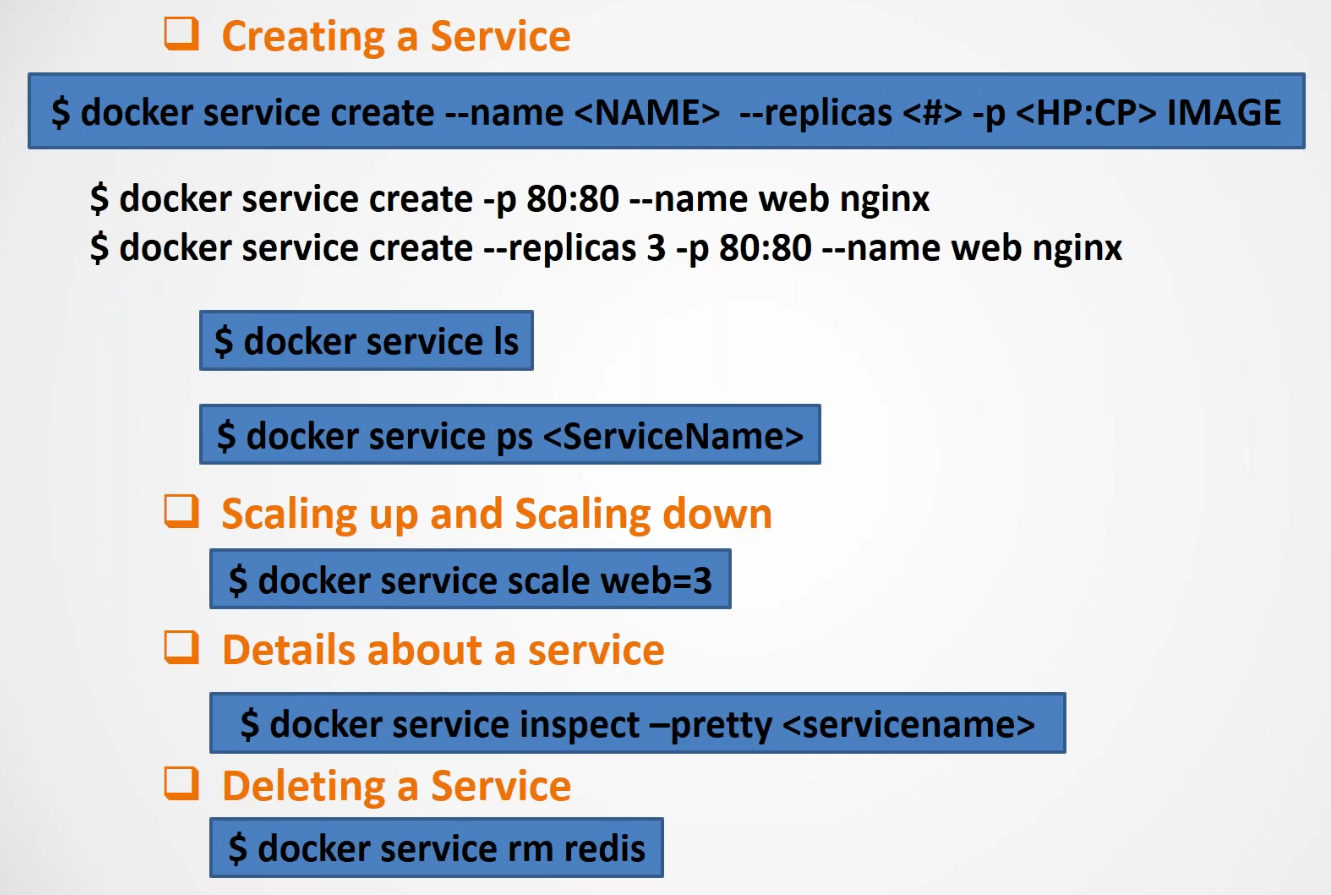 Creating a Service
$ docker service create --name <NAME> --replicas <#> -p <HP:CP> IMAGE
$ docker service create -p 80:80 --name web nginx
$ docker service create --replicas 3 -p 80:80 --name web nginx
$ docker service ls
$ docker service ps <ServiceName>
Scaling up and Scaling down
$ docker service scale web=3
Details about a service
$ docker service inspect –pretty <servicename>
Deleting a Service
$ docker service rm redis